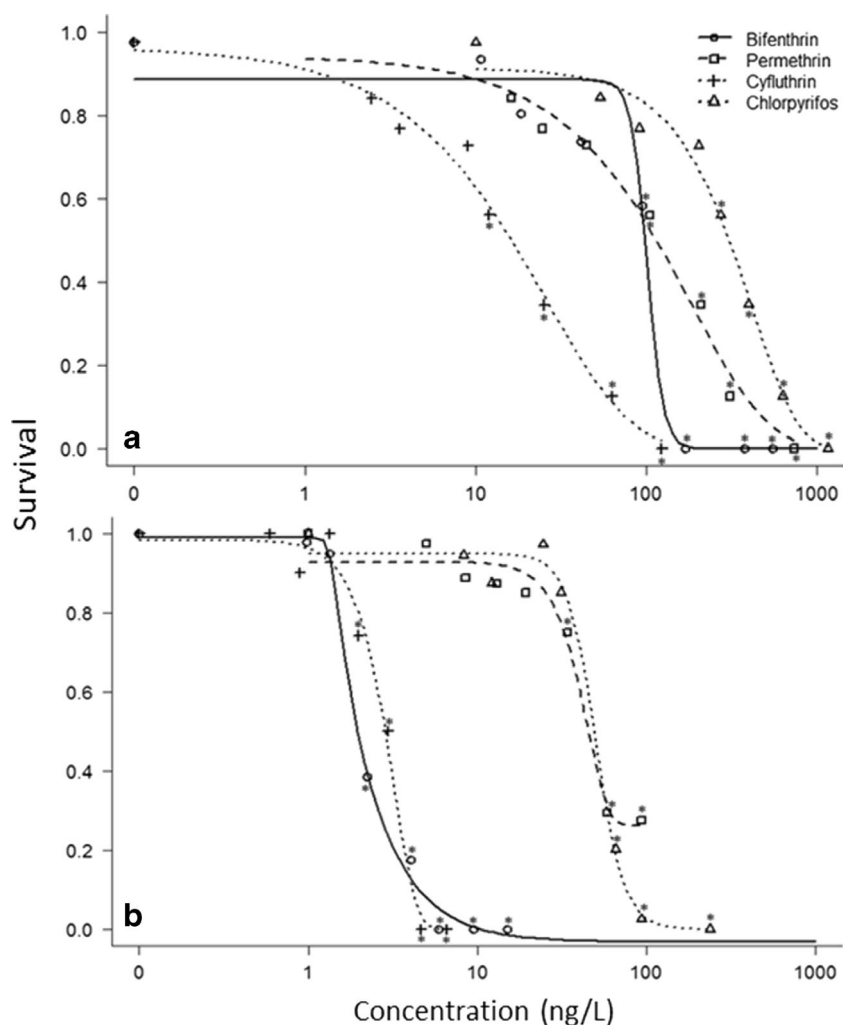 1.0
0.8
0.6
0.4
0.2
0.0
Bifenthrin
Permethrin
Cyfluthrin
Chlorpyrifos
a
0 1 10 100 1000
Survival
1.0
0.8
0.6
0.4
0.2
0.0
b
0 1 10 100 1000
Concentration (ng/L)